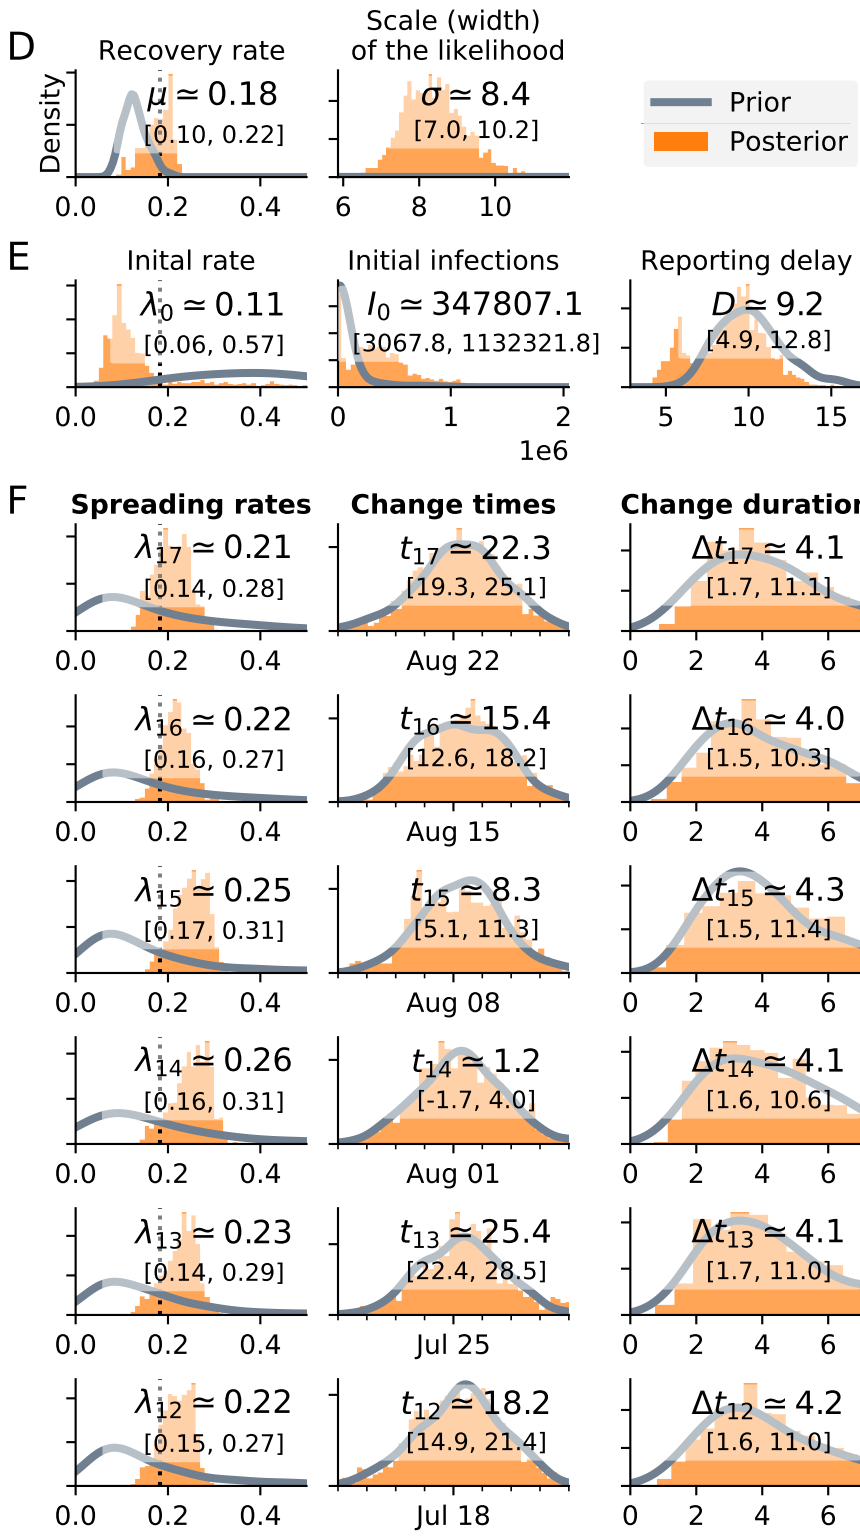 D
Recovery rate
Scale (width)
of the likelihood
Density
μ ≃ 0.18
[0.10, 0.22]
σ ≃ 8.4
[7.0, 10.2]
Prior
Posterior
0.0 0.2 0.4
6 8 10
E
Inital rate
Initial infections
Reporting delay
λ0 ≃ 0.11
[0.06, 0.57]
I0 ≃ 347807.1
[3067.8, 1132321.8]
D ≃ 9.2
[4.9, 12.8]
0.0 0.2 0.4
0 1 2
1e6
5 10 15
F
Spreading rates
Change times
Change duration
λ17 ≃ 0.21
[0.14, 0.28]
t17 ≃ 22.3
[19.3, 25.1]
Δt17 ≃ 4.1
[1.7, 11.1]
0.0 0.2 0.4
Aug 22
0 2 4 6
λ16 ≃ 0.22
[0.16, 0.27]
t16 ≃ 15.4
[12.6, 18.2]
Δt16 ≃ 4.0
[1.5, 10.3]
0.0 0.2 0.4
Aug 15
0 2 4 6
λ15 ≃ 0.25
[0.17, 0.31]
t15 ≃ 8.3
[5.1, 11.3]
Δt15 ≃ 4.3
[1.5, 11.4]
0.0 0.2 0.4
Aug 08
0 2 4 6
λ14 ≃ 0.26
[0.16, 0.31]
t14 ≃ 1.2
[-1.7, 4.0]
Δt14 ≃ 4.1
[1.6, 10.6]
0.0 0.2 0.4
Aug 01
0 2 4 6
λ13 ≃ 0.23
[0.14, 0.29]
t13 ≃ 25.4
[22.4, 28.5]
Δt13 ≃ 4.1
[1.7, 11.0]
0.0 0.2 0.4
Jul 25
0 2 4 6
λ12 ≃ 0.22
[0.15, 0.27]
t12 ≃ 18.2
[14.9, 21.4]
Δt12 ≃ 4.2
[1.6, 11.0]
0.0 0.2 0.4
Jul 18
0 2 4 6